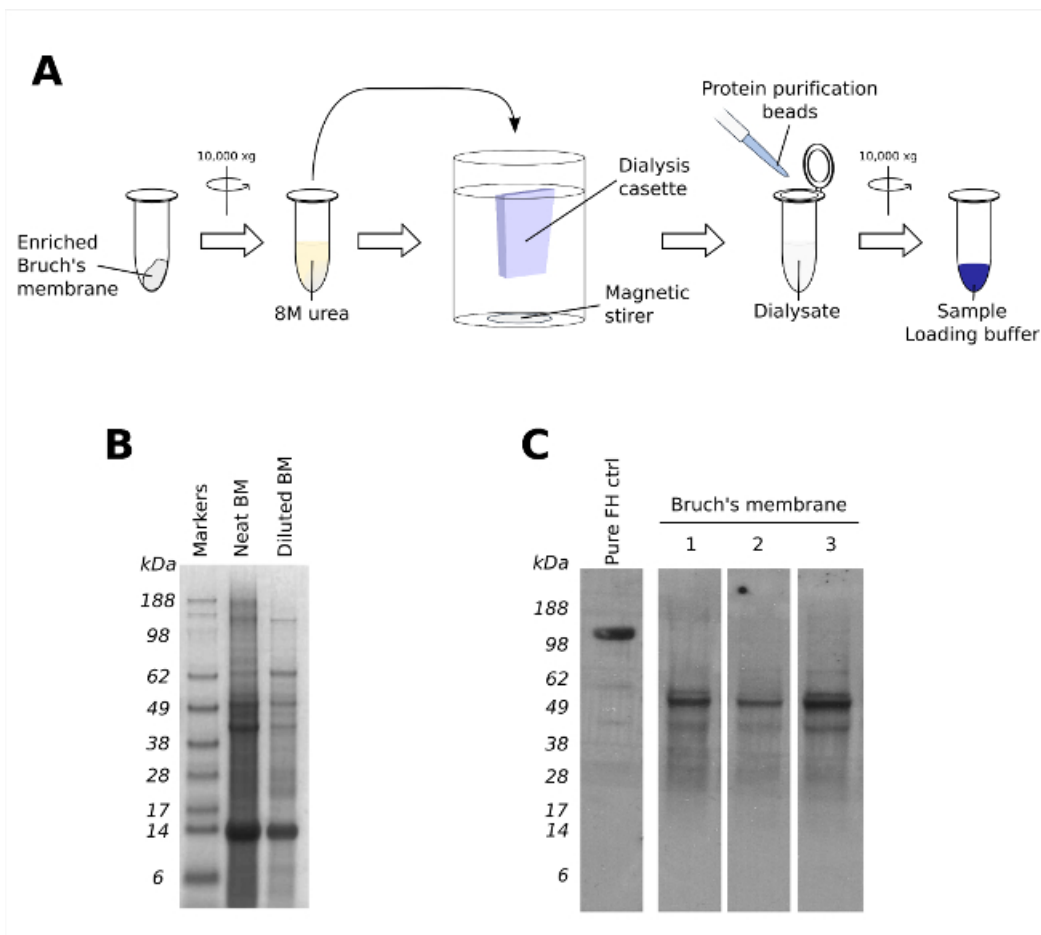 A
Protein purification
beads
10,000 xg
10,000 xg
Dialysis
casette
Enriched
Bruch's
membrane
Magnetic
stirer
8M urea
Dialysate
Sample
Loading buffer
B
Markers
Neat BM
Diluted BM
kDa
188
98
62
49
38
28
17
14
6
C
Pure FH ctrl
Bruch's membrane
1 2 3
kDa
188
98
62
49
38
28
17
14
6